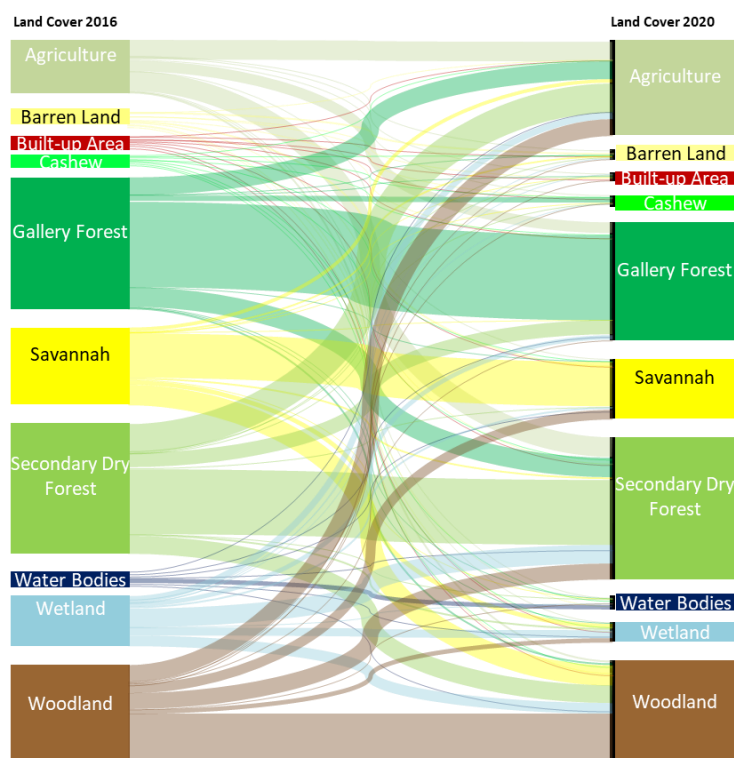 Land Cover 2016
Agriculture
Barren Land
Built-up Area
Cashew
Gallery Forest
Savannah
Secondary Dry
Forest
Water Bodies
Wetland
Woodland
Land Cover 2020
Agriculture
Barren Land
Built-up Area
Cashew
Gallery Forest
Savannah
Secondary Dry
Forest
Water Bodies
Wetland
Woodland